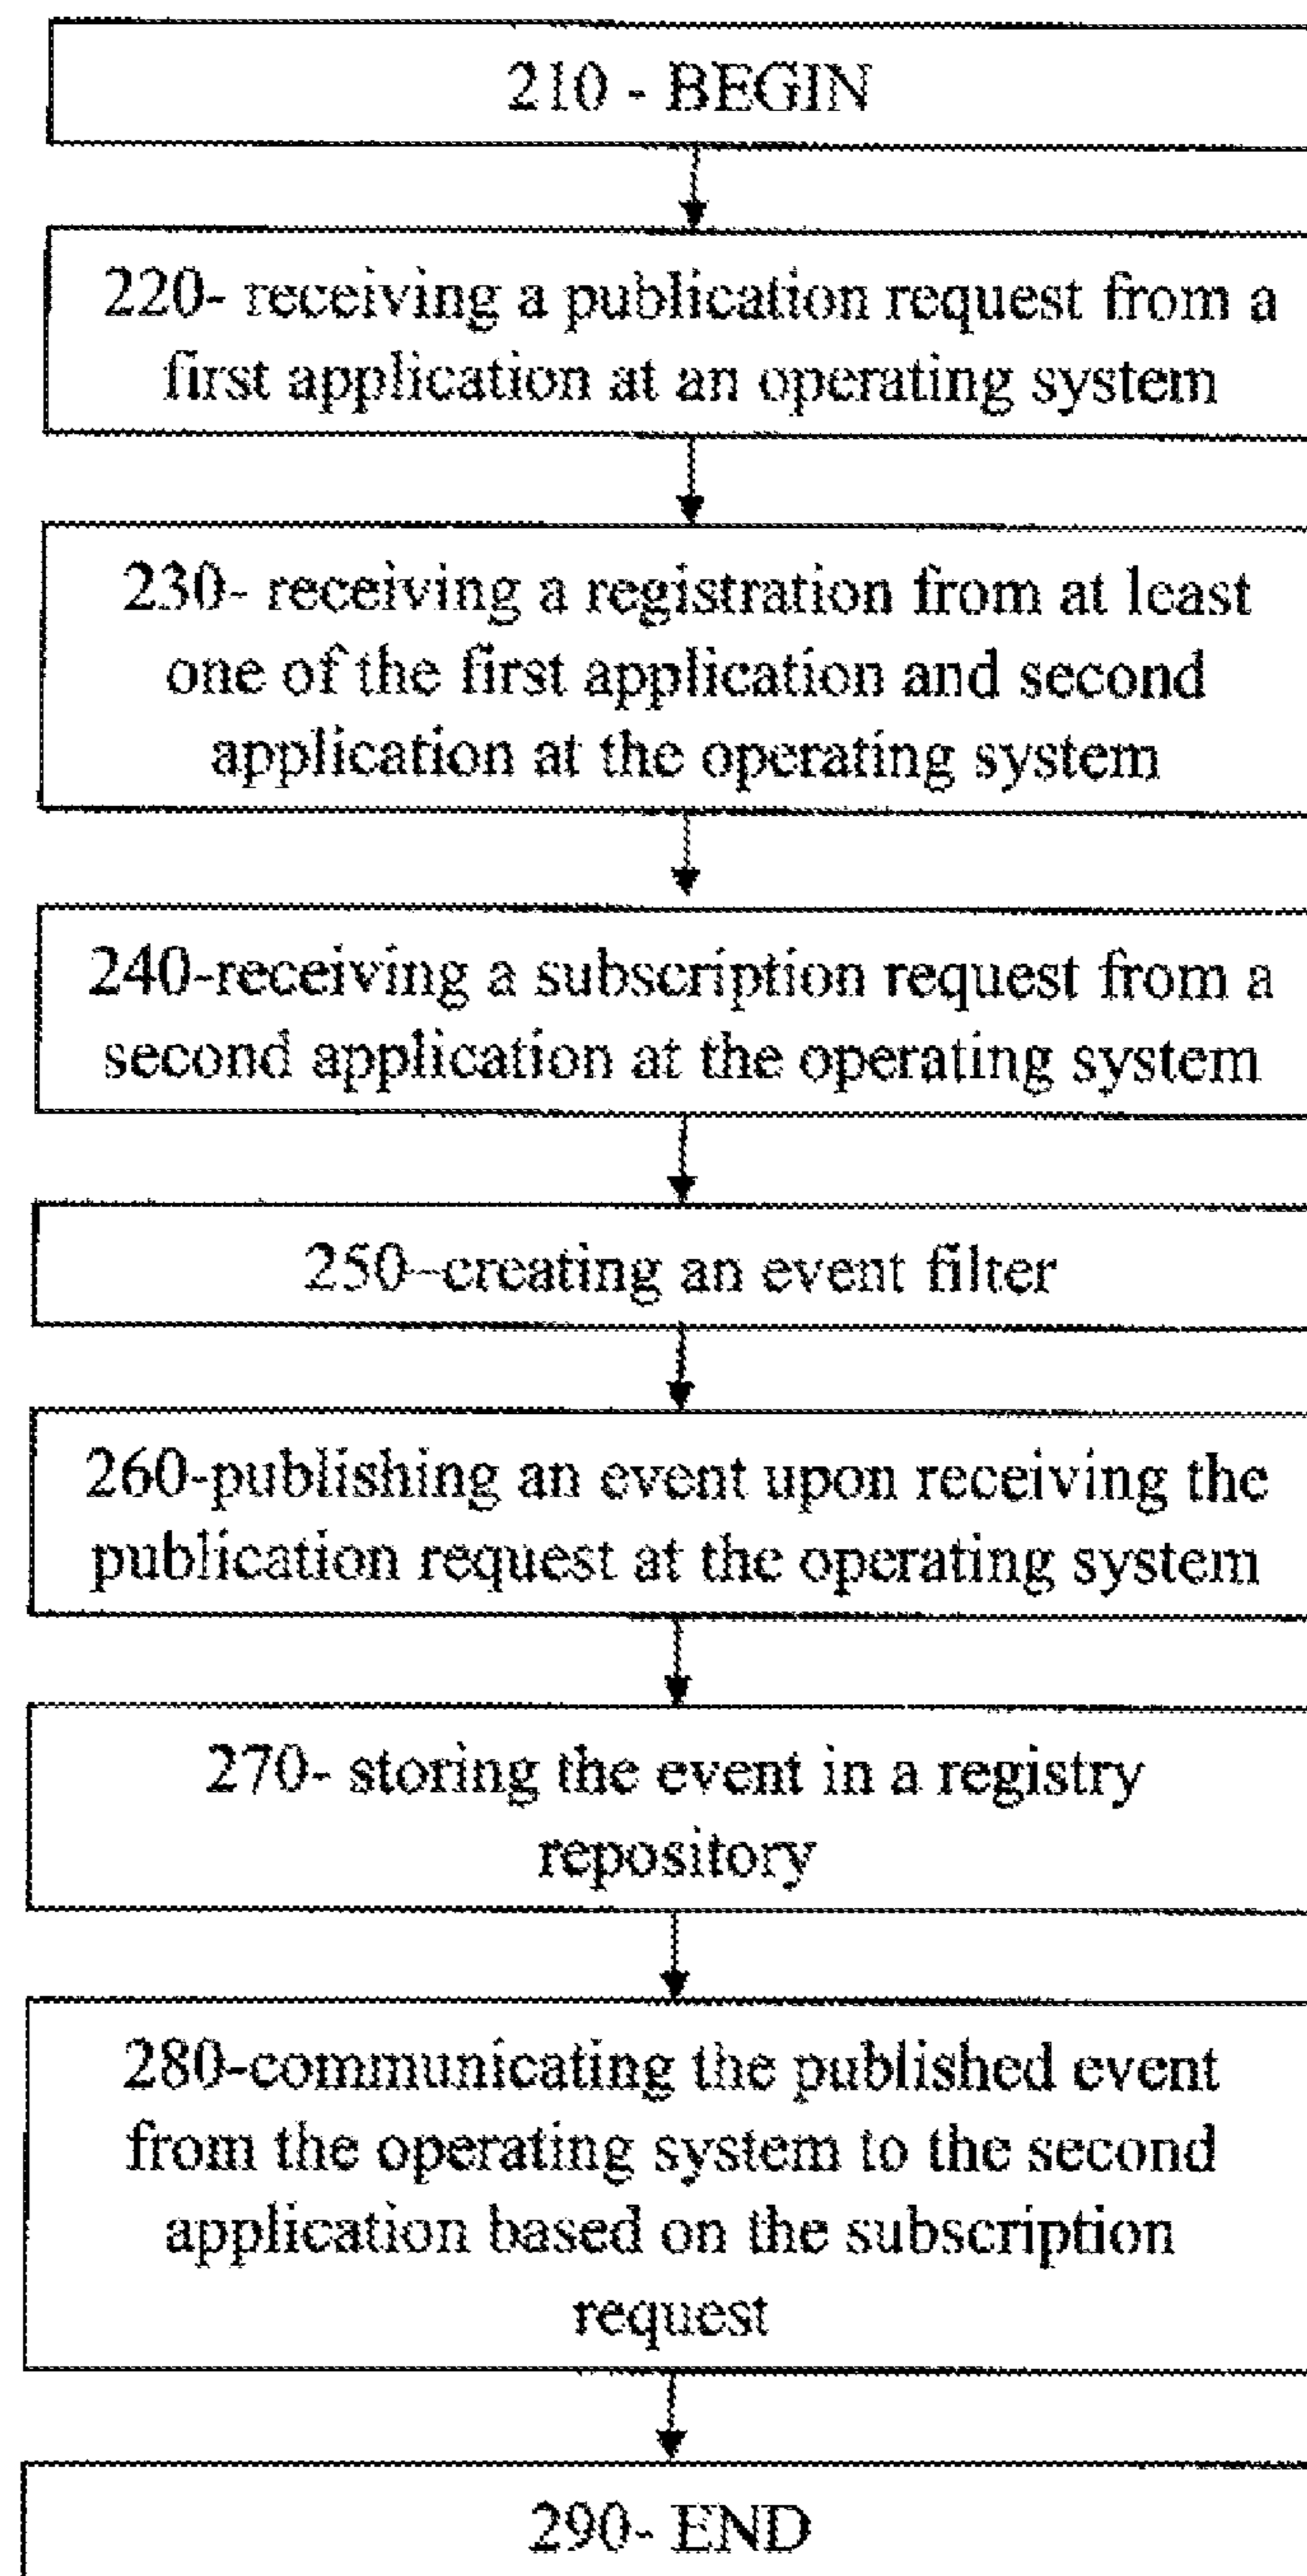 210 - BEGIN
220- receiving a publication request from a
first application at an operating system
230- receiving a registration from at least
one of the first application and second
application at the operating system
240-receiving a subscription request from a
second application at the operating system
250–creating an event filter
260-publishing an event upon receiving the
publication request at the operating system
270- storing the event in a registry
repository
280-communicating the published event
from the operating system to the second
application based on the subscription
request
290- END